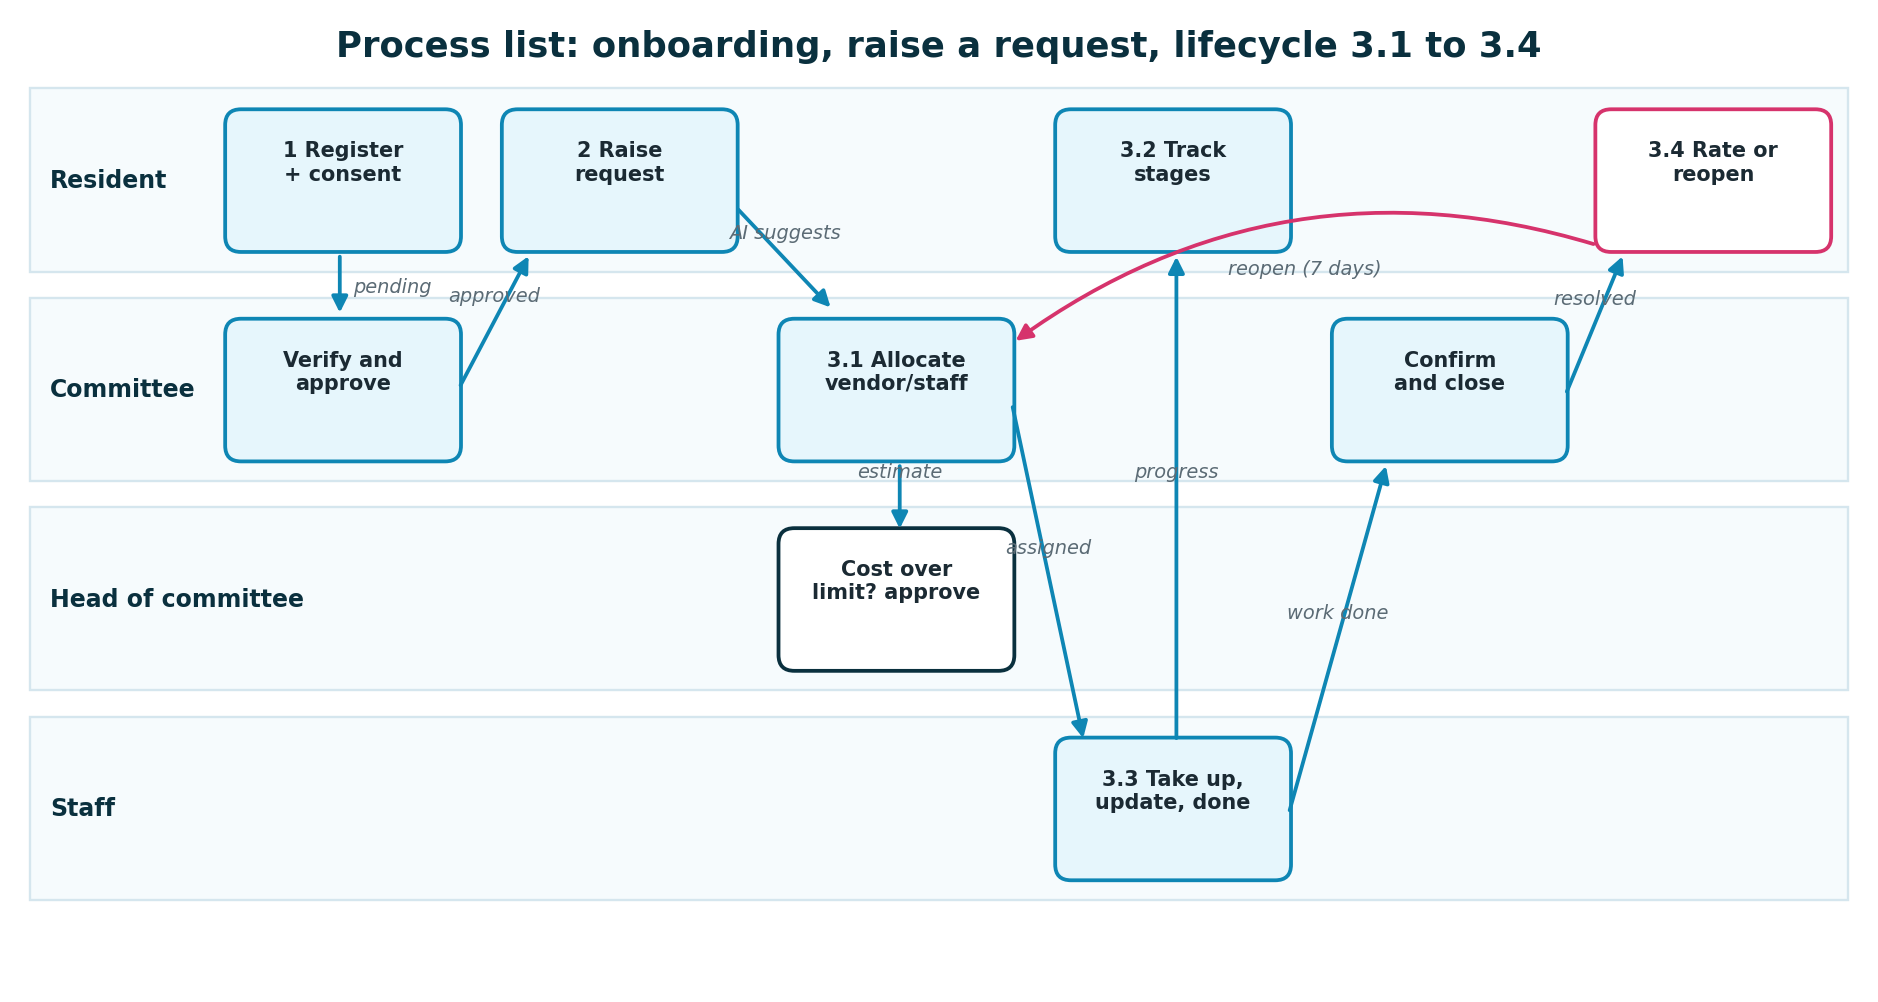 Process list: onboarding, raise a request, lifecycle 3.1 to 3.4
Resident
1 Register
+ consent
2 Raise
request
3.2 Track
stages
3.4 Rate or
reopen
AI suggests
reopen (7 days)
pending
approved
resolved
Committee
Verify and
approve
3.1 Allocate
vendor/staff
Confirm
and close
estimate
progress
Head of committee
Cost over
limit? approve
assigned
work done
Staff
3.3 Take up,
update, done